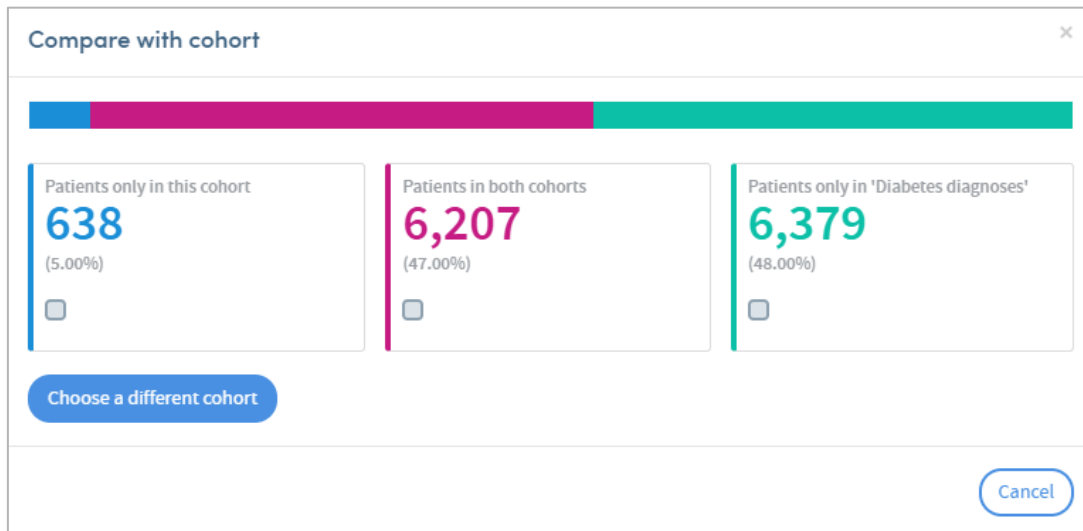 Compare with cohort
×
Patients only in this cohort
638
(5.00%)
Patients in both cohorts
6,207
(47.00%)
Patients only in 'Diabetes diagnoses'
6,379
(48.00%)
Choose a different cohort
Cancel